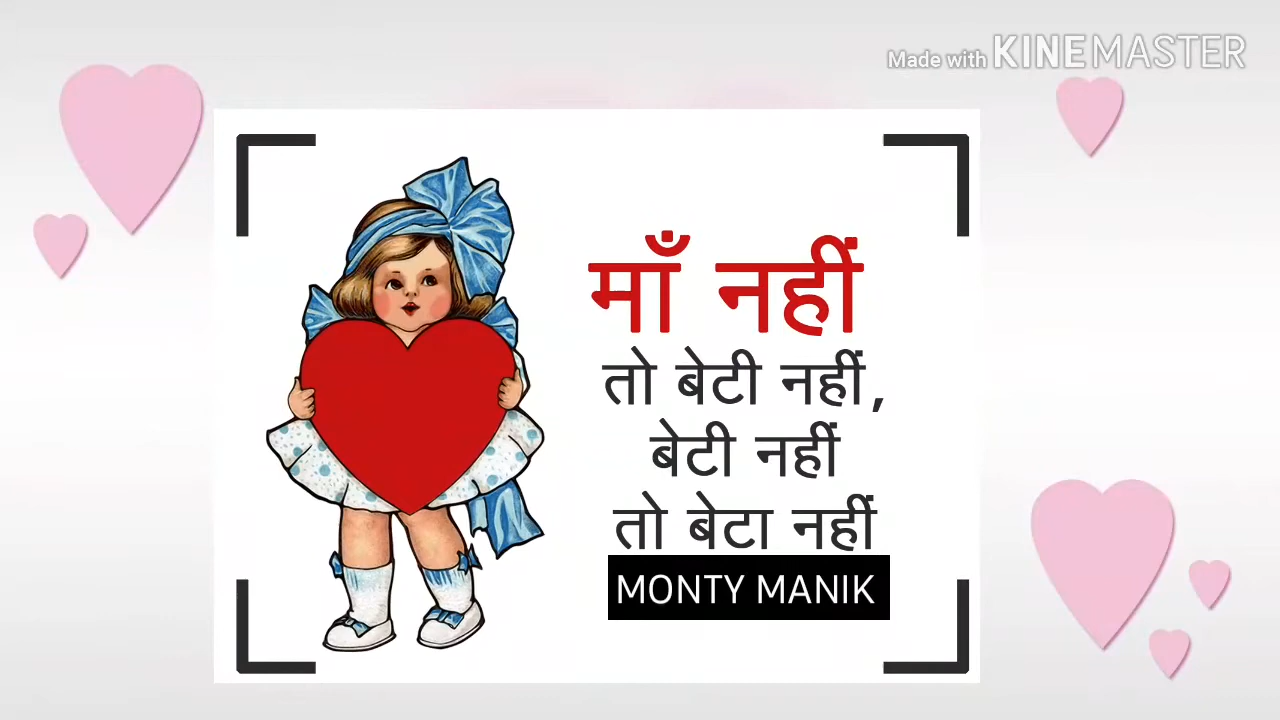 Made with KINEMASTER
माँ नहीं
तो बेटी नहीं,
बेटी नहीं
तो बेटा नहीं
MONTY MANIK